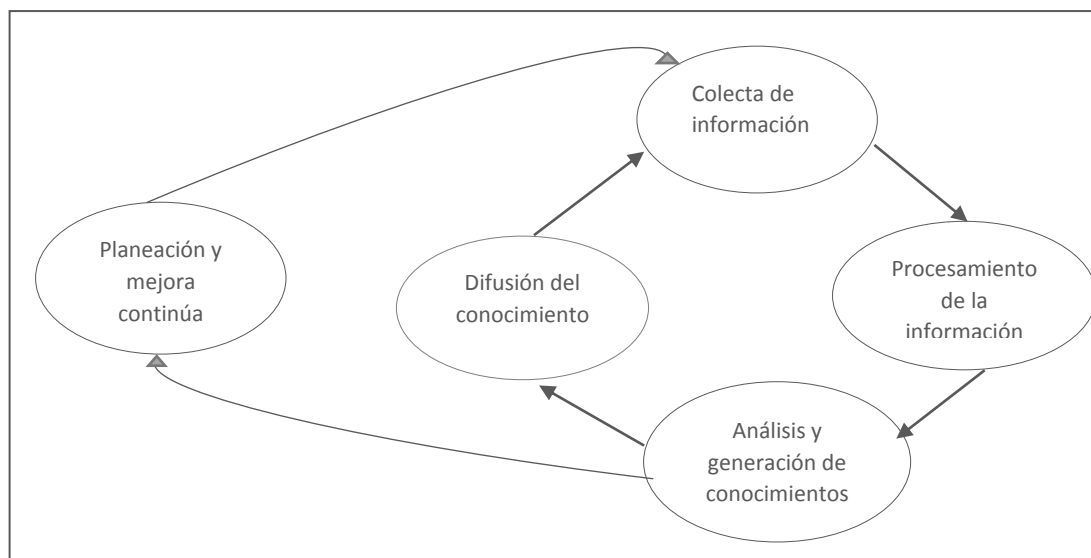 Colecta de
información
Planeación y
mejora
continúa
Difusión del
conocimiento
Procesamiento
de la
información
Análisis y
generación de
conocimientos